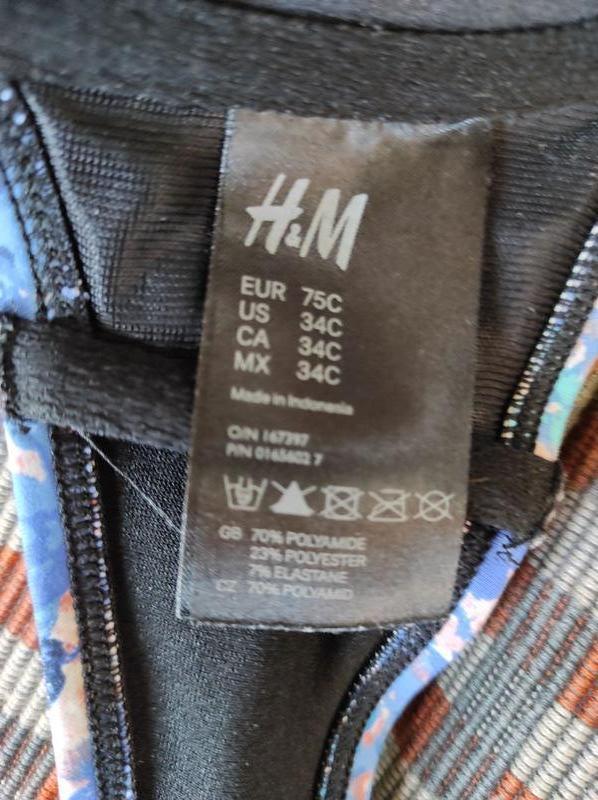 H&M
EUR 75C
US 34C
CA 34C
MX 34C
Made in Indonesia
O/N 167397
P/N 0165602 7
GB 70% POLYAMIDE
23% POLYESTER
7% ELASTANE
CZ 70% POLYAMID